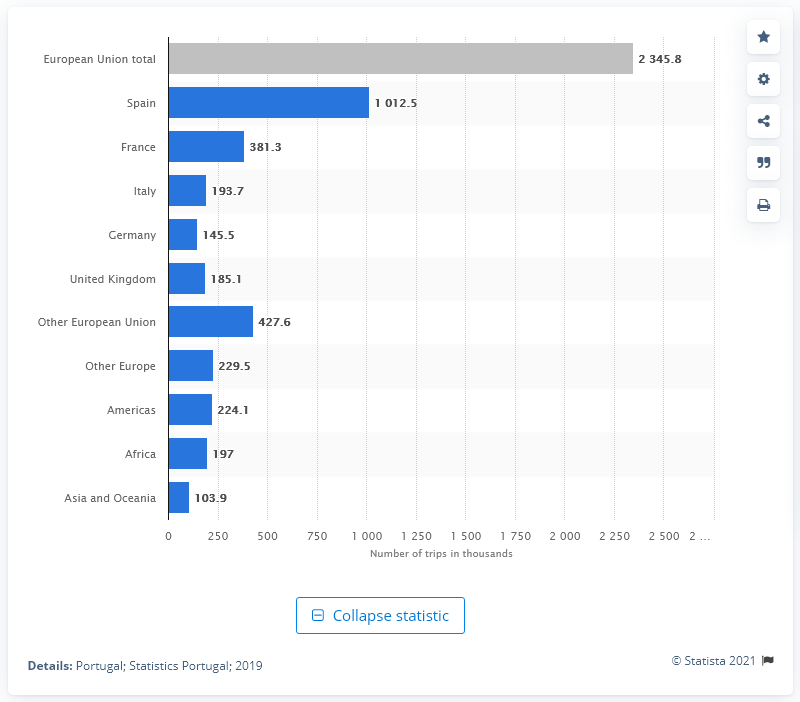 European Union total 2 345.8
Spain 1 012.5
France 381.3
Italy 193.7
Germany 145.5
United Kingdom 185.1
Other European Union 427.6
Other Europe 229.5
Americas 224.1
Africa 197
Asia and Oceania 103.9
0 250 500 750 1 000 1 250 1 500 1 750 2 000 2 250 2 500 2 ...
Number of trips in thousands
Collapse statistic
Details: Portugal; Statistics Portugal; 2019
© Statista 2021